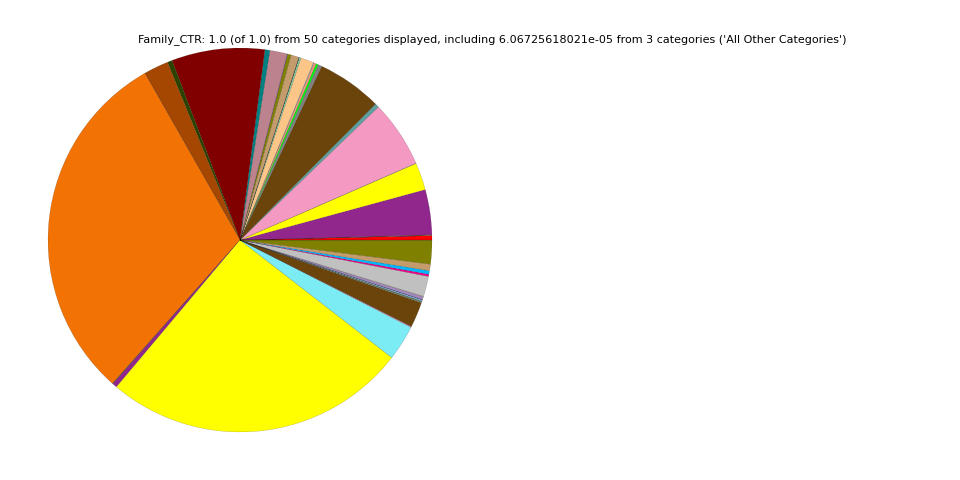 Family_CTR: 1.0 (of 1.0) from 50 categories displayed, including 6.06725618021e-05 from 3 categories ('All Other Categories')